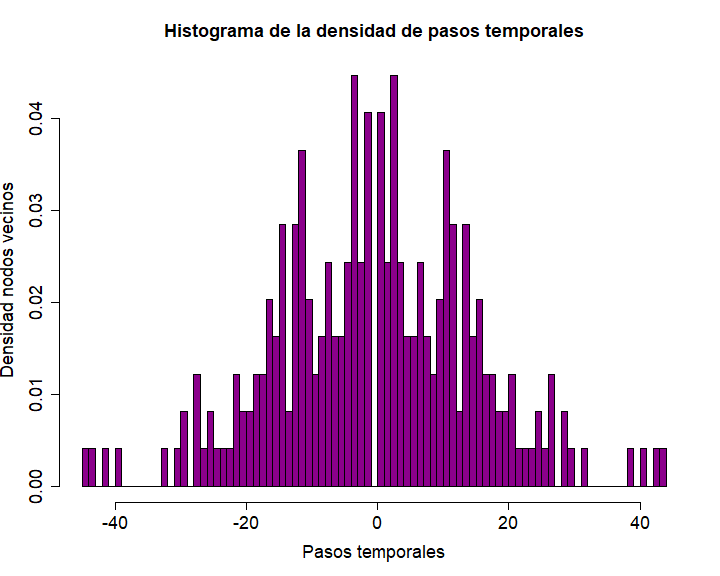 Histograma de la densidad de pasos temporales
Densidad nodos vecinos
0.04
0.03
0.02
0.01
0.00
-40 -20 0 20 40
Pasos temporales